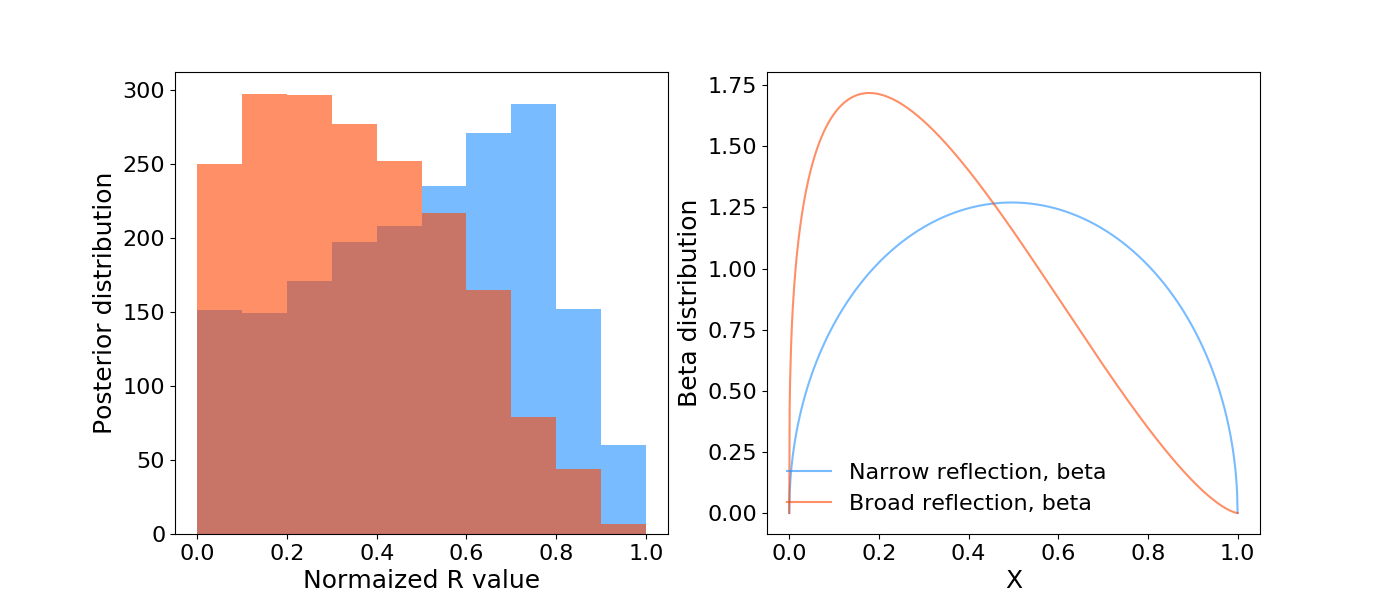 Posterior distribution
300
250
200
150
100
50
0
0.0 0.2 0.4 0.6 0.8 1.0
Normaized R value
Beta distribution
1.75
1.50
1.25
1.00
0.75
0.50
0.25
0.00
Narrow reflection, beta
Broad reflection, beta
0.0 0.2 0.4 0.6 0.8 1.0
X